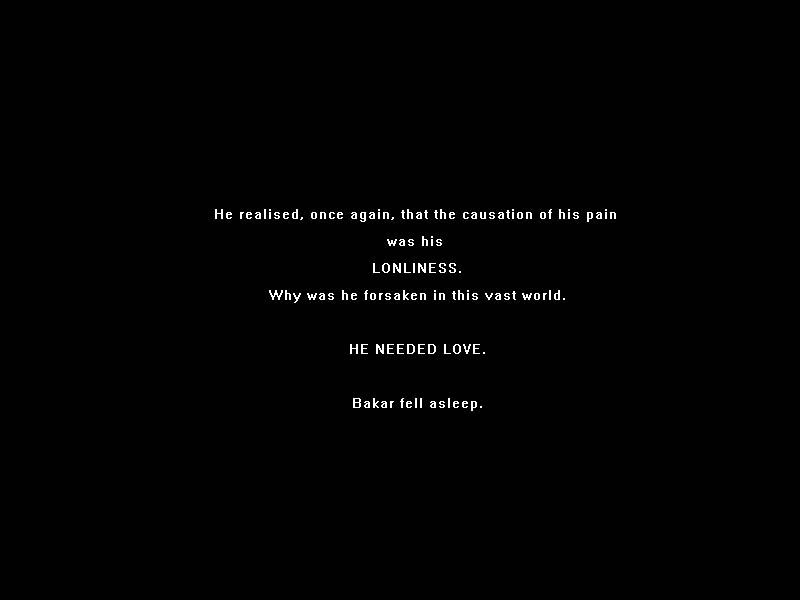 He realised, once again, that the causation of his pain
was his
LONLINESS.
Why was he forsaken in this vast world.
HE NEEDED LOVE.
Bakar fell asleep.